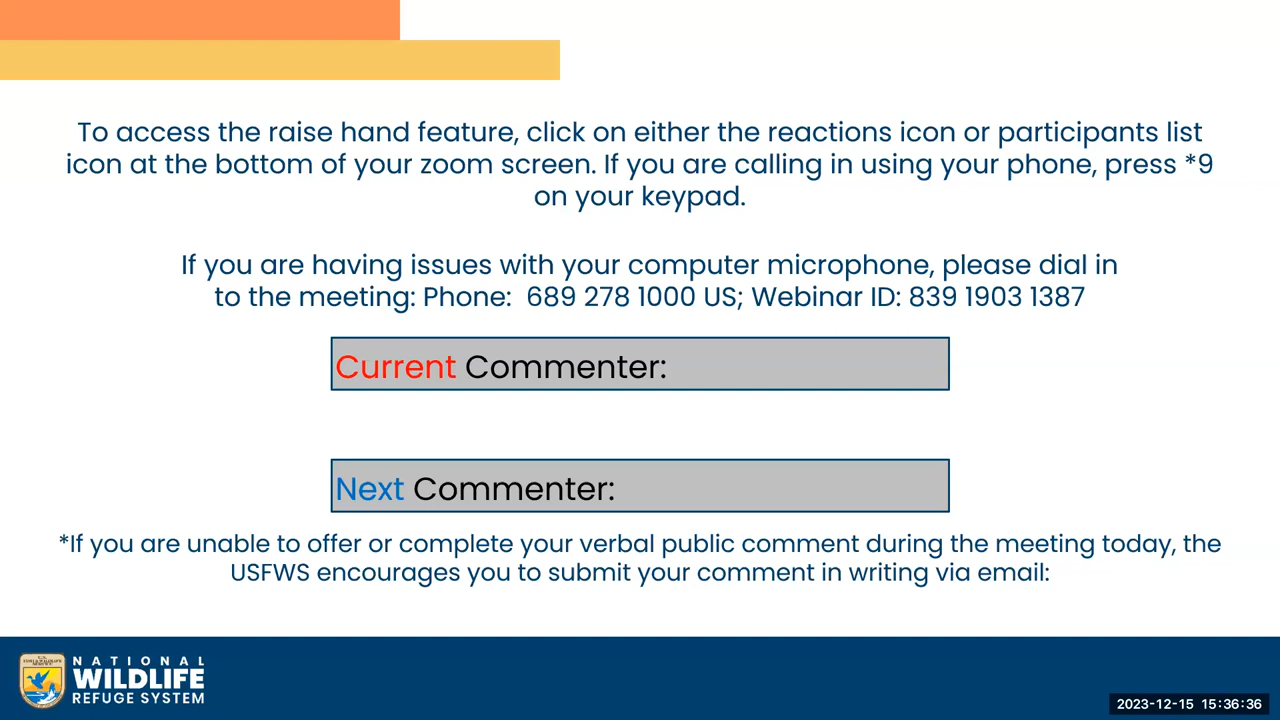 To access the raise hand feature, click on either the reactions icon or participants list
icon at the bottom of your zoom screen. If you are calling in using your phone, press *9
on your keypad.
If you are having issues with your computer microphone, please dial in
to the meeting: Phone:  689 278 1000 US; Webinar ID: 839 1903 1387
Current Commenter:
Next Commenter:
*If you are unable to offer or complete your verbal public comment during the meeting today, the
USFWS encourages you to submit your comment in writing via email:
NATIONAL
WILDLIFE
REFUGE SYSTEM
2023-12-15 15:36:36